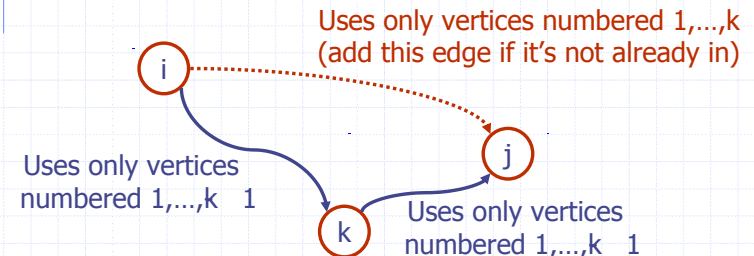 Uses only vertices numbered 1,...,k
(add this edge if it's not already in)
i
j
Uses only vertices
numbered 1,...,k 1
k
Uses only vertices
numbered 1,...,k 1